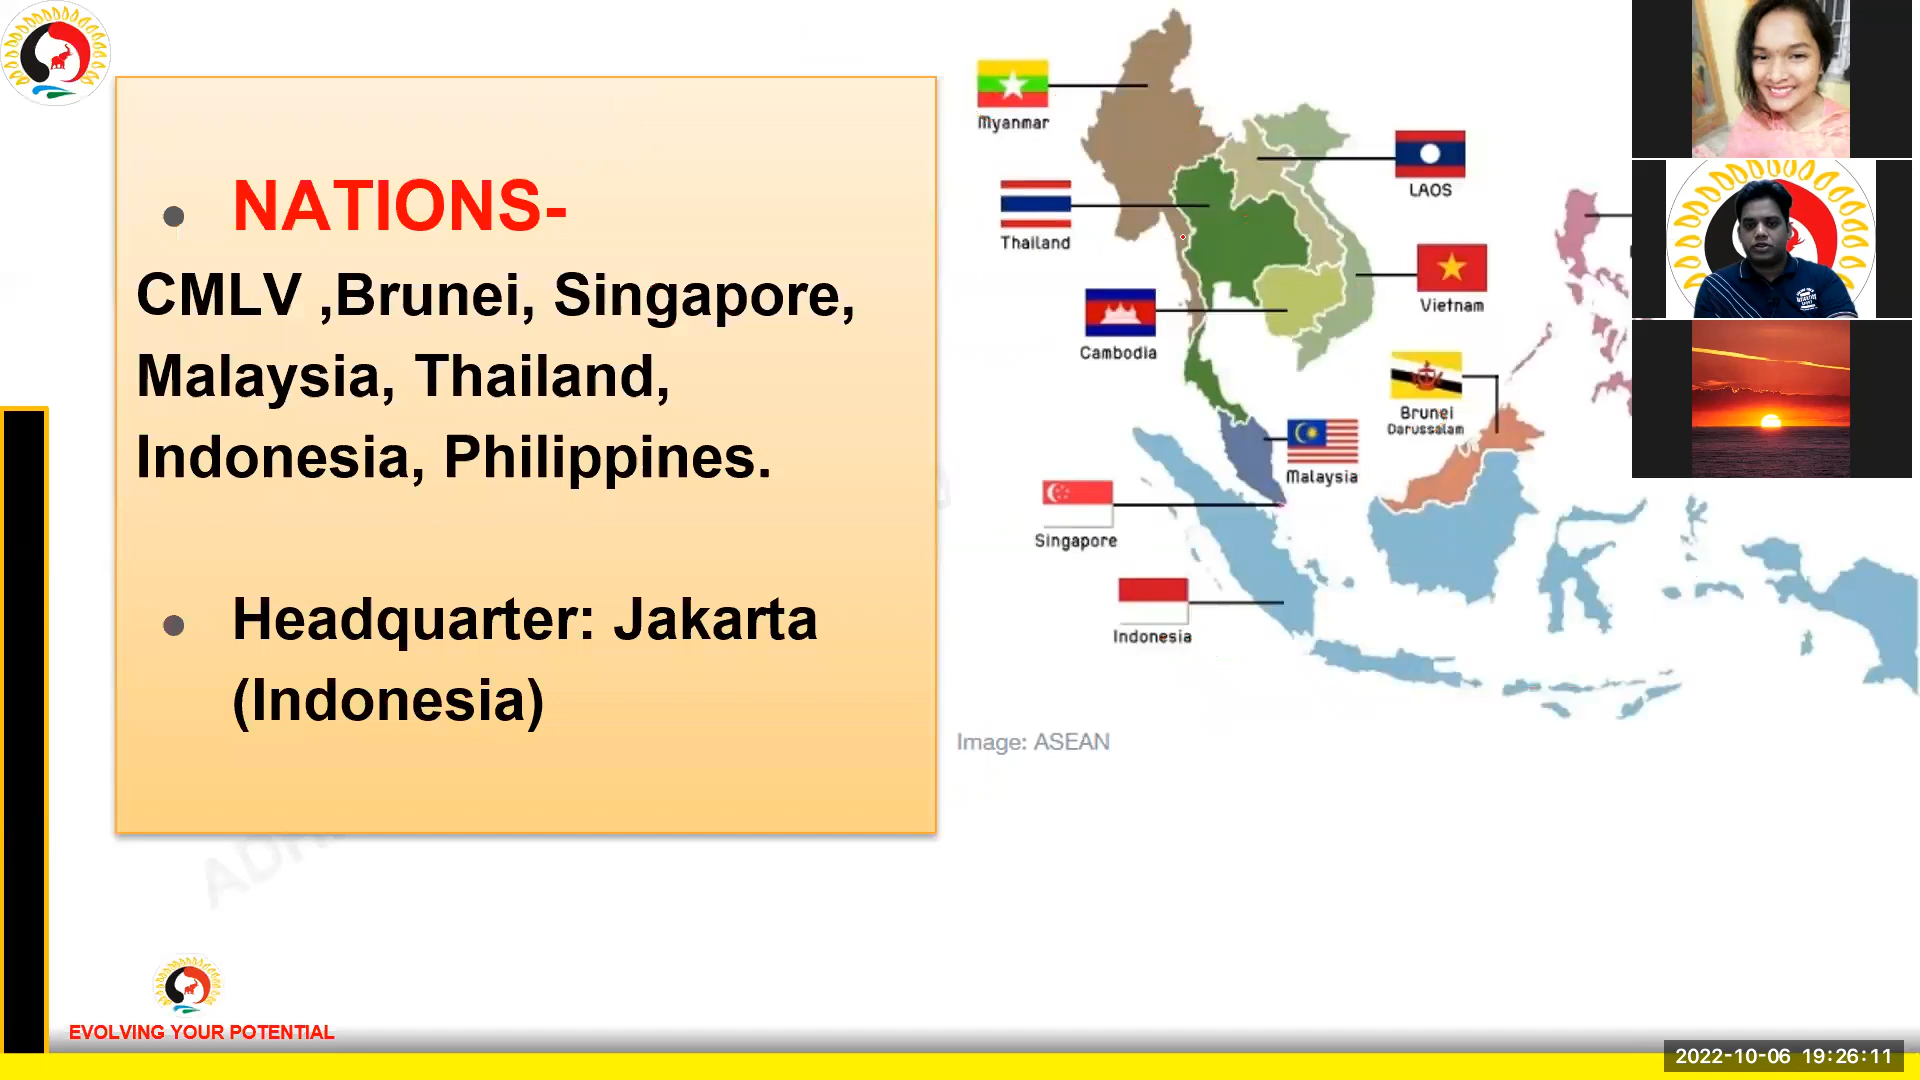 NATIONS-
CMLV ,Brunei, Singapore,
Malaysia, Thailand,
Indonesia, Philippines.
Headquarter: Jakarta
(Indonesia)
Myanmar
LAOS
Thailand
Vietnam
Cambodia
Brunei
Darussalam
Malaysia
Singapore
Indonesia
Image: ASEAN
EVOLVING YOUR POTENTIAL
2022-10-06 19:26:11